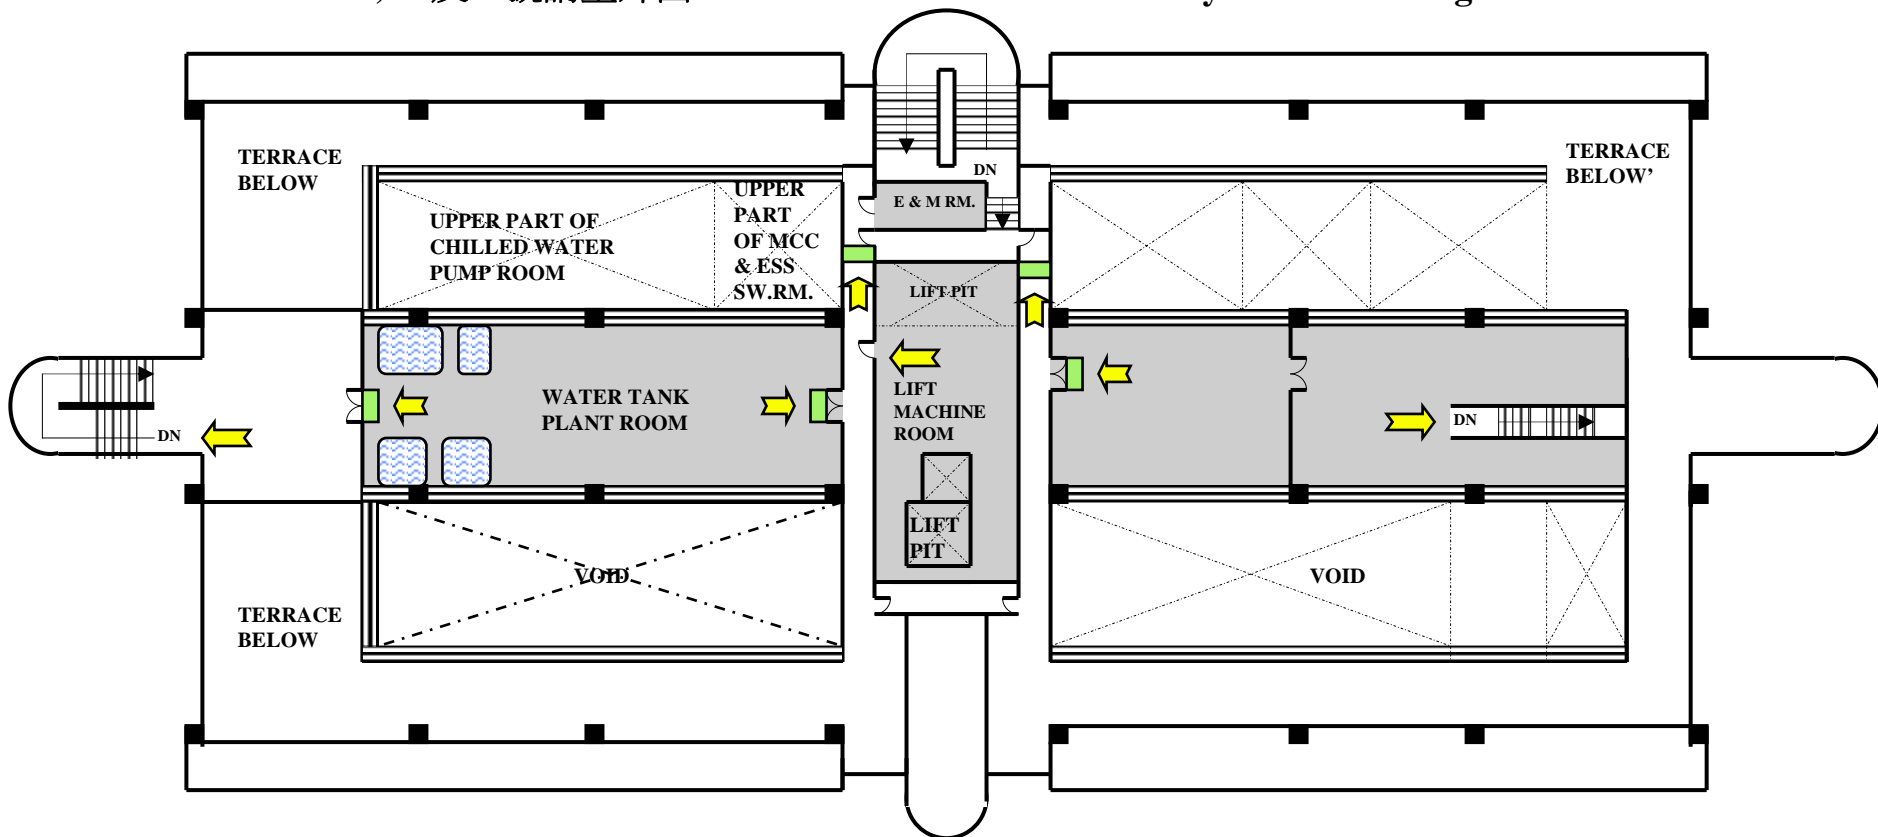 TERRACE
BELOW
UPPER PART OF
CHILLED WATER
PUMP ROOM
UPPER
PART
OF MCC
& ESS
SW.RM.
DN
E & M RM.
LIFT PIT
TERRACE
BELOW’
WATER TANK
PLANT ROOM
LIFT
MACHINE
ROOM
DN
DN
LIFT
PIT
VOID
VOID
TERRACE
BELOW